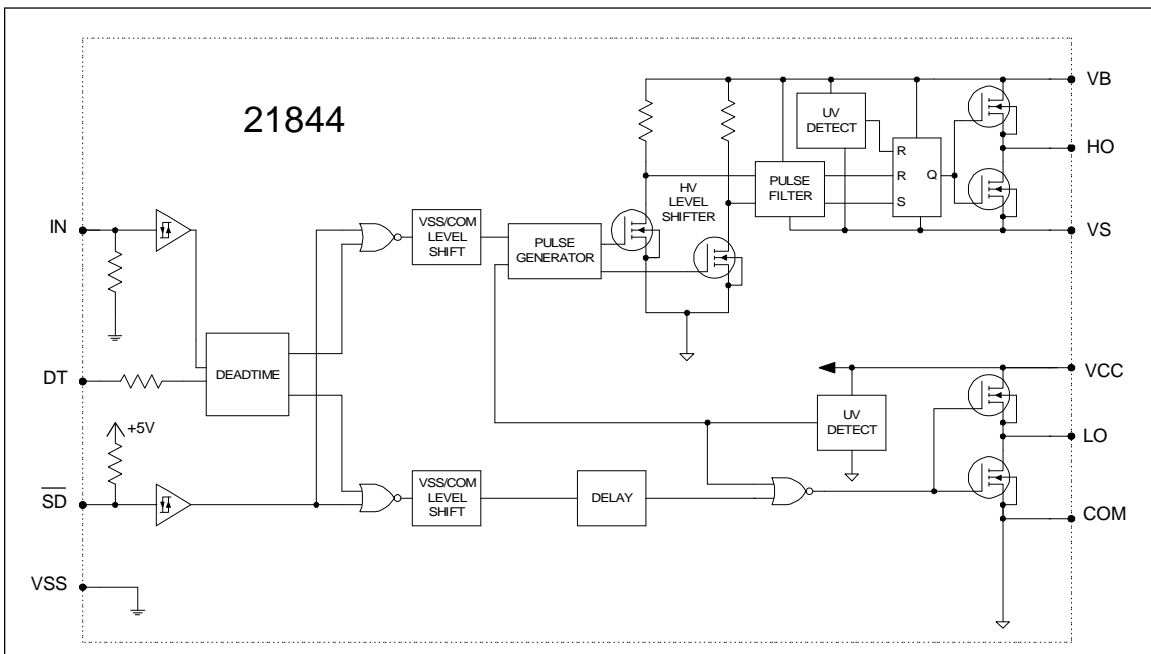 21844
VB
UV
DETECT
HO
R
R
Q
S
PULSE
FILTER
HV
LEVEL
SHIFTER
VS
IN
VSS/COM
LEVEL
SHIFT
PULSE
GENERATOR
DT
DEADTIME
VCC
UV
DETECT
LO
+5V
SD
VSS/COM
LEVEL
SHIFT
DELAY
COM
VSS